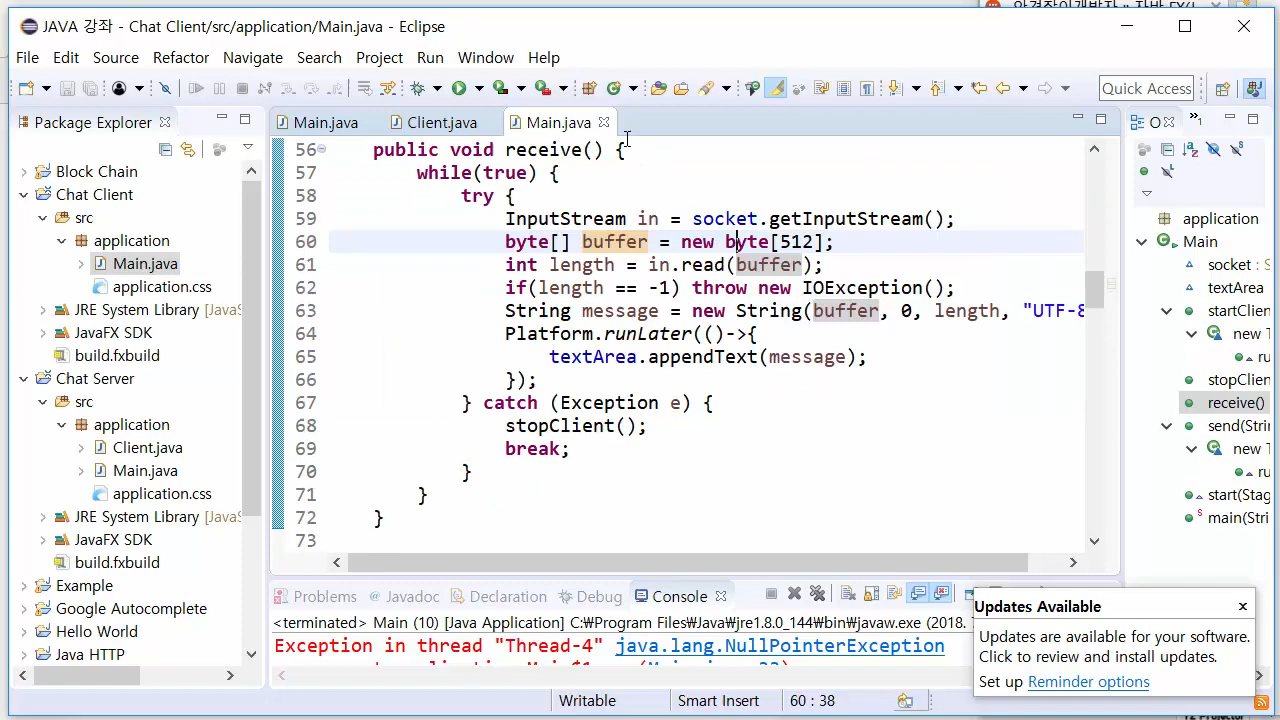 JAVA 강좌 - Chat Client/src/application/Main.java - Eclipse
File Edit Source Refactor Navigate Search Project Run Window Help
Quick Access
Package Explorer
Block Chain
Chat Client
src
application
Main.java
application.css
JRE System Library [JavaS
JavaFX SDK
build.fxbuild
Chat Server
src
application
Client.java
Main.java
application.css
JRE System Library [JavaS
JavaFX SDK
build.fxbuild
Example
Google Autocomplete
Hello World
Java HTTP
Main.java Client.java Main.java
56 public void receive() {
57 while(true) {
58 try {
59 InputStream in = socket.getInputStream();
60 byte[] buffer = new byte[512];
61 int length = in.read(buffer);
62 if(length == -1) throw new IOException();
63 String message = new String(buffer, 0, length, "UTF-8
64 Platform.runLater(()->{
65 textArea.appendText(message);
66 });
67 } catch (Exception e) {
68 stopClient();
69 break;
70 }
71 }
72 }
73
O
application
Main
socket : S
textArea
startClien
new T
ru
stopClien
receive()
send(Stri
new T
ru
start(Stag
main(Stri
Problems Javadoc Declaration Debug Console
<terminated> Main (10) [Java Application] C:₩Program Files₩Java₩jre1.8.0_144₩bin₩javaw.exe (2018.
Exception in thread "Thread-4" java.lang.NullPointerException
Updates Available
Updates are available for your software.
Click to review and install updates.
Set up Reminder options
Writable Smart Insert 60 : 38